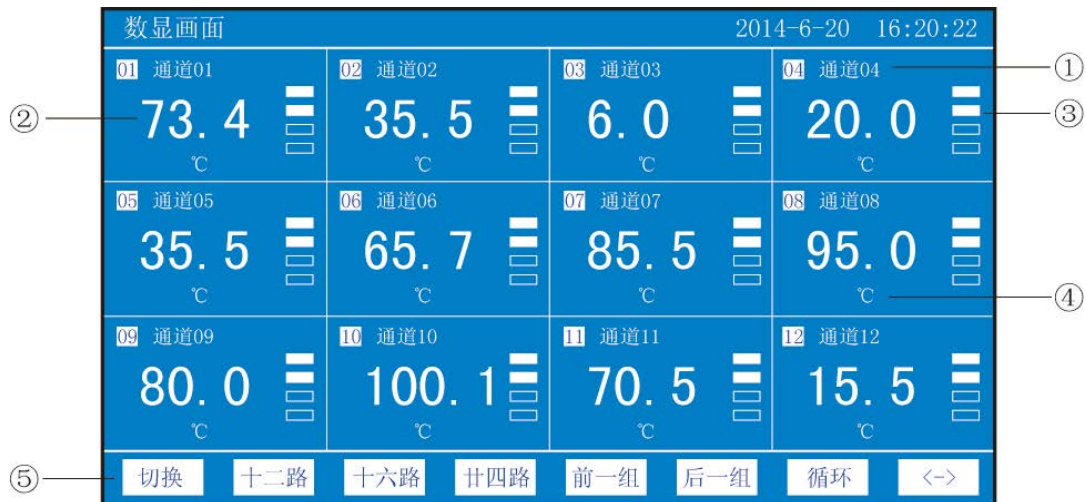 数显画面 2014-6-20 16:20:22
01 通道01 02 通道02 03 通道03 04 通道04 ①
② 73.4 35.5 6.0 20.0 ③
℃ ℃ ℃ ℃
05 通道05 06 通道06 07 通道07 08 通道08
35.5 65.7 85.5 95.0
℃ ℃ ℃ ℃ ④
09 通道09 10 通道10 11 通道11 12 通道12
80.0 100.1 70.5 15.5
℃ ℃ ℃ ℃
⑤ 切换 十二路 十六路 廿四路 前一组 后一组 循环 <->